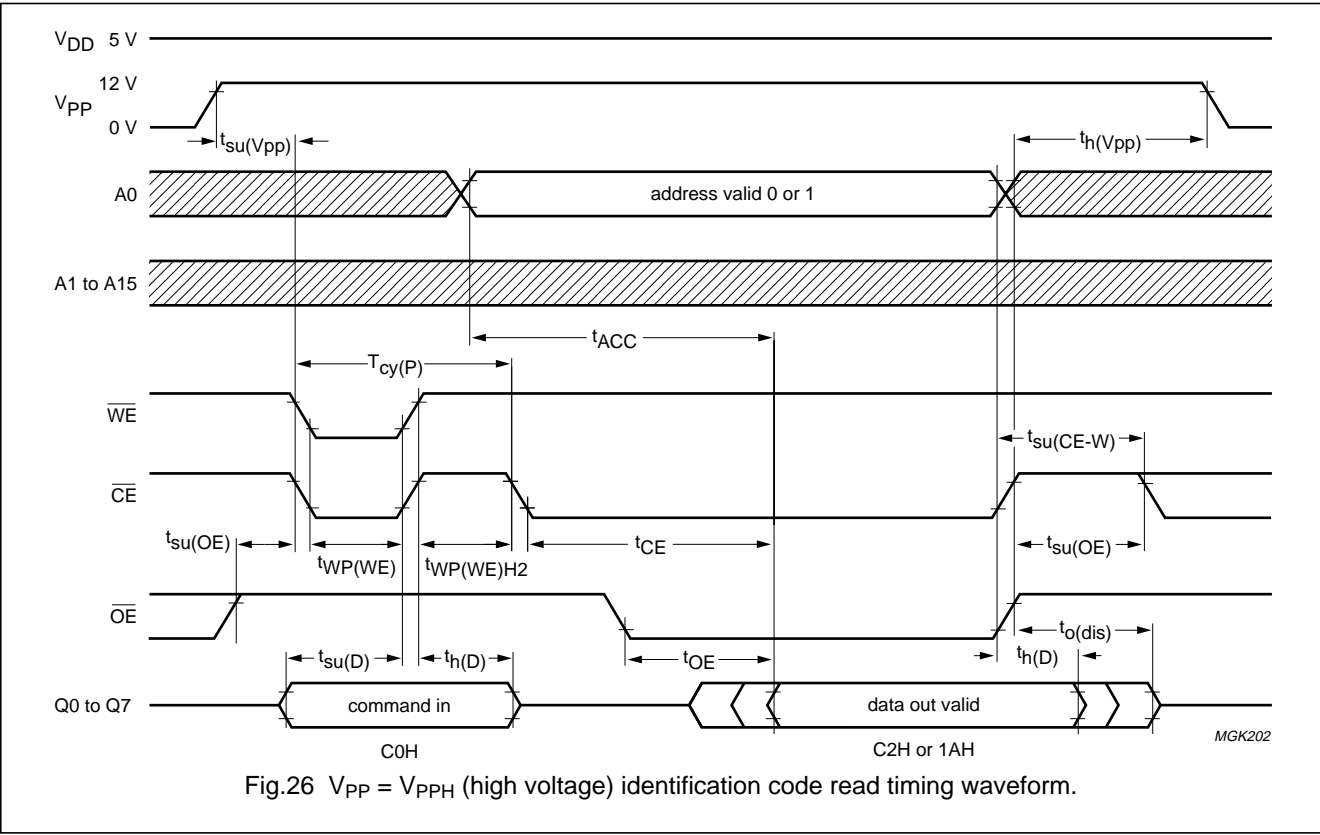 VDD 5 V
12 V
VPP
0 V
tsu(Vpp)
th(Vpp)
A0
address valid 0 or 1
A1 to A15
tACC
Tcy(P)
WE
tsu(CE-W)
CE
tsu(OE)
tWP(WE)
tWP(WE)H2
tCE
tsu(OE)
OE
to(dis)
tsu(D)
th(D)
tOE
th(D)
Q0 to Q7
command in
data out valid
MGK202
C0H
C2H or 1AH
Fig.26 VPP = VPPH (high voltage) identification code read timing waveform.